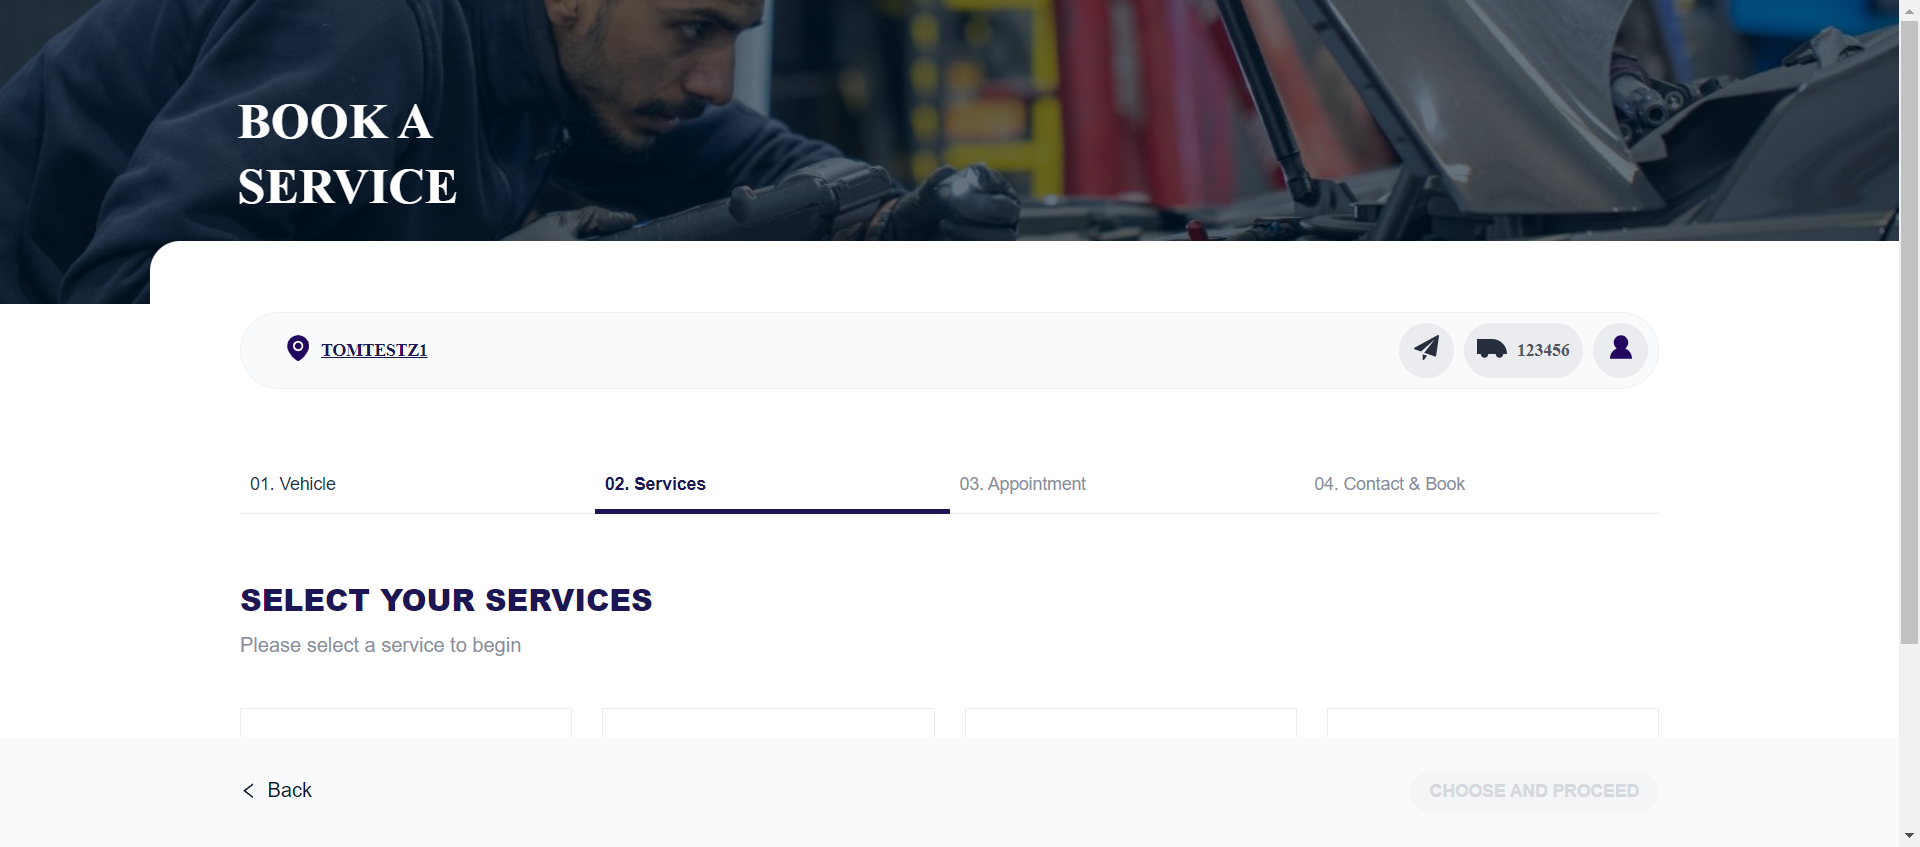 BOOK A
SERVICE
TOMTESTZ1
123456
01. Vehicle
02. Services
03. Appointment
04. Contact & Book
SELECT YOUR SERVICES
Please select a service to begin
Back
CHOOSE AND PROCEED